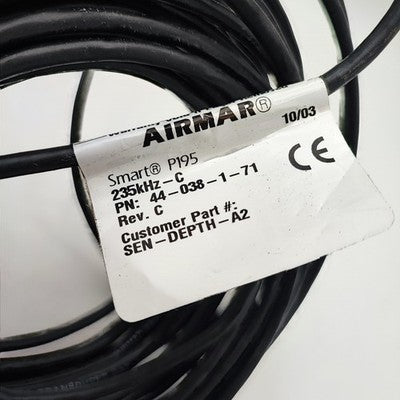 AIRMAR®
10/03
Smart® P195
235kHz-C
PN: 44-038-1-71
Rev. C
CE
Customer Part #:
SEN-DEPTH-A2